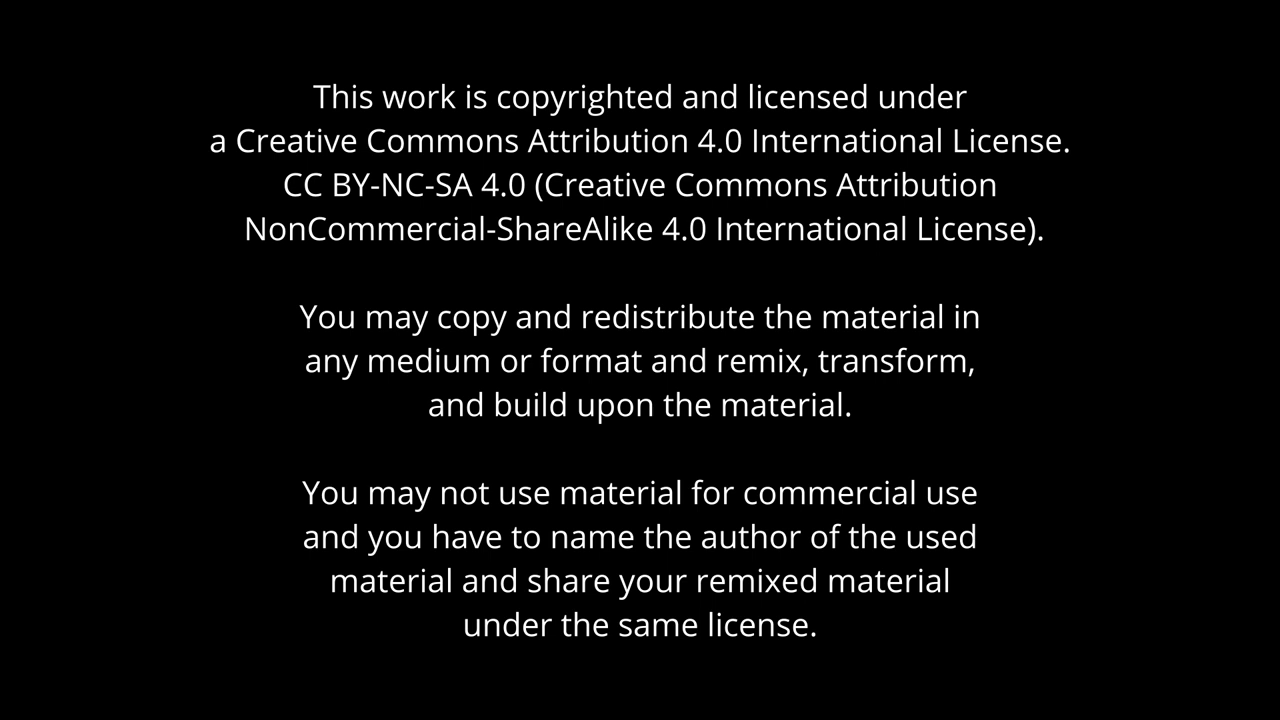 This work is copyrighted and licensed under
a Creative Commons Attribution 4.0 International License.
CC BY-NC-SA 4.0 (Creative Commons Attribution
NonCommercial-ShareAlike 4.0 International License).
You may copy and redistribute the material in
any medium or format and remix, transform,
and build upon the material.
You may not use material for commercial use
and you have to name the author of the used
material and share your remixed material
under the same license.